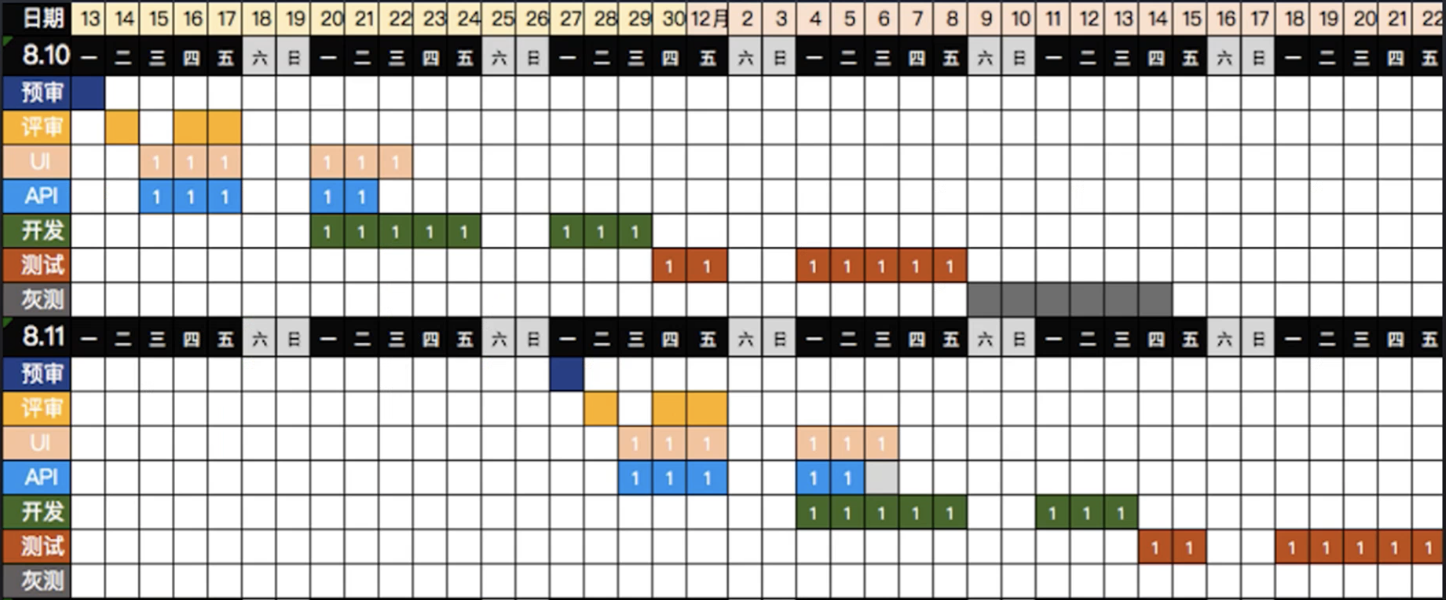 日期 13 14 15 16 17 18 19 20 21 22 23 24 25 26 27 28 29 30 12月 2 3 4 5 6 7 8 9 10 11 12 13 14 15 16 17 18 19 20 21 22
8.10 一 二 三 四 五 六 日 一 二 三 四 五 六 日 一 二 三 四 五 六 日 一 二 三 四 五 六 日 一 二 三 四 五 六 日 一 二 三 四 五
预审
评审
UI 1 1 1 1 1 1
API 1 1 1 1 1
开发 1 1 1 1 1 1 1 1
测试 1 1 1 1 1 1 1
灰测
8.11 一 二 三 四 五 六 日 一 二 三 四 五 六 日 一 二 三 四 五 六 日 一 二 三 四 五 六 日 一 二 三 四 五 六 日 一 二 三 四 五
预审
评审
UI 1 1 1 1 1 1
API 1 1 1 1 1
开发 1 1 1 1 1 1 1 1
测试 1 1 1 1 1 1 1
灰测